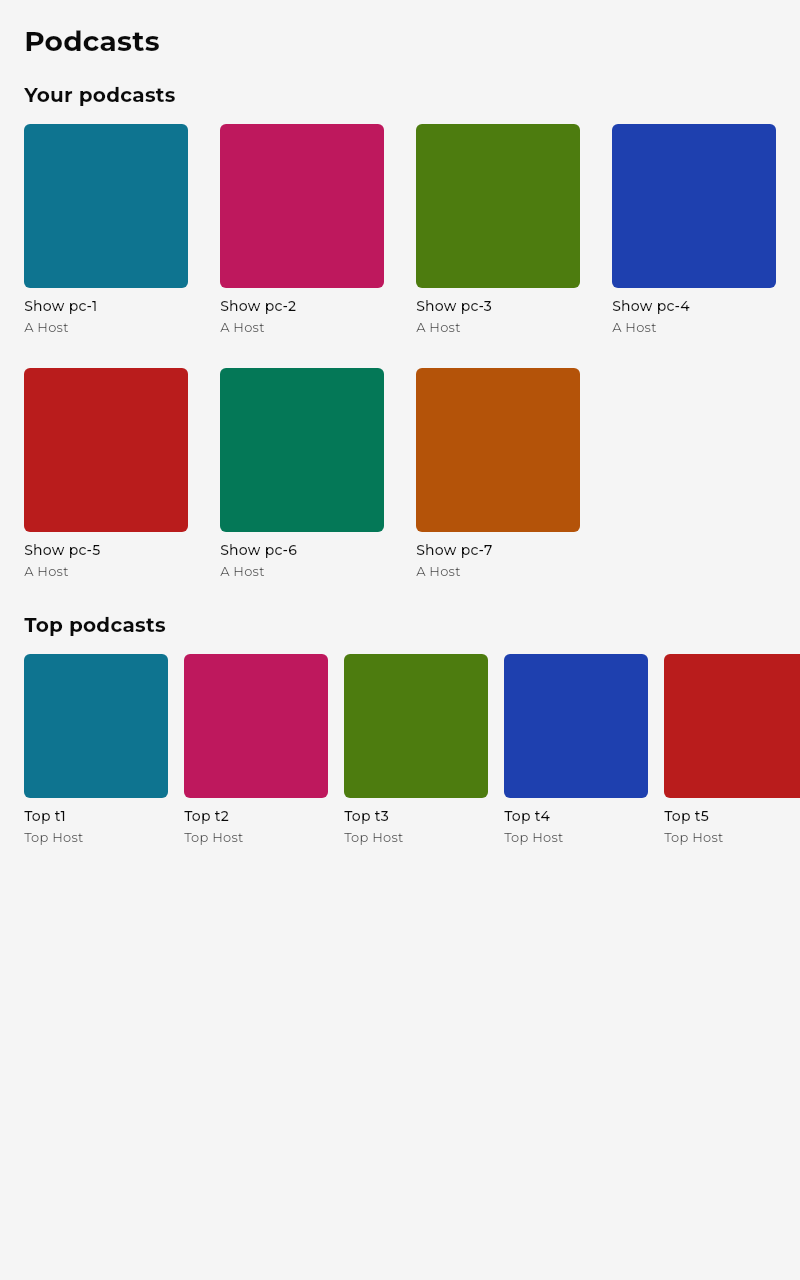 Podcasts
Your podcasts
Show pc-1
A Host
Show pc-2
A Host
Show pc-3
A Host
Show pc-4
A Host
Show pc-5
A Host
Show pc-6
A Host
Show pc-7
A Host
Top podcasts
Top t1
Top Host
Top t2
Top Host
Top t3
Top Host
Top t4
Top Host
Top t5
Top Host